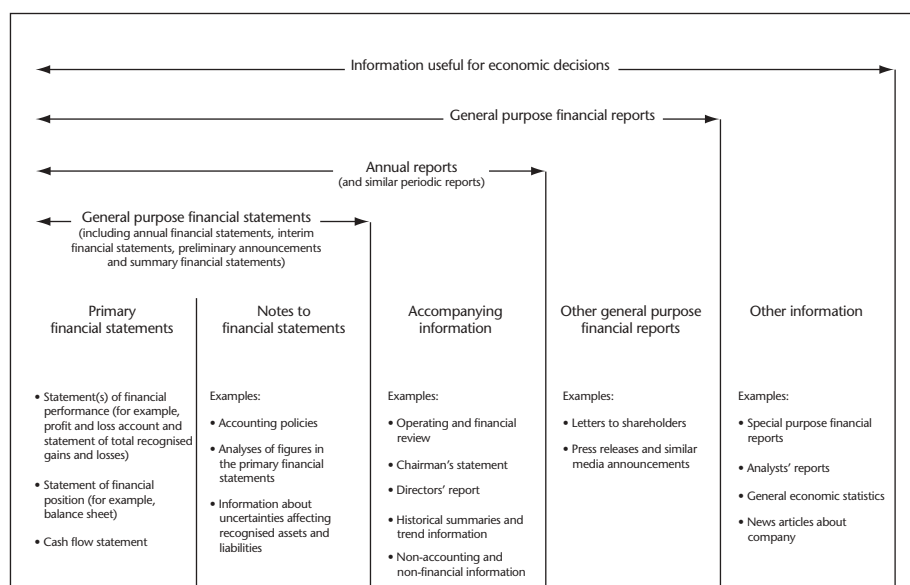 Information useful for economic decisions
General purpose financial reports
Annual reports
(and similar periodic reports)
General purpose financial statements
(including annual financial statements, interim
financial statements, preliminary announcements
and summary financial statements)
Primary
financial statements
• Statement(s) of financial
performance (for example,
profit and loss account and
statement of total recognised
gains and losses)
• Statement of financial
position (for example,
balance sheet)
• Cash flow statement
Notes to
financial statements
Examples:
• Accounting policies
• Analyses of figures in
the primary financial
statements
• Information about
uncertainties affecting
recognised assets and
liabilities
Accompanying
information
Examples:
• Operating and financial
review
• Chairman's statement
• Directors' report
• Historical summaries and
trend information
• Non-accounting and
non-financial information
Other general purpose
financial reports
Examples:
• Letters to shareholders
• Press releases and similar
media announcements
Other information
Examples:
• Special purpose financial
reports
• Analysts' reports
• General economic statistics
• News articles about
company